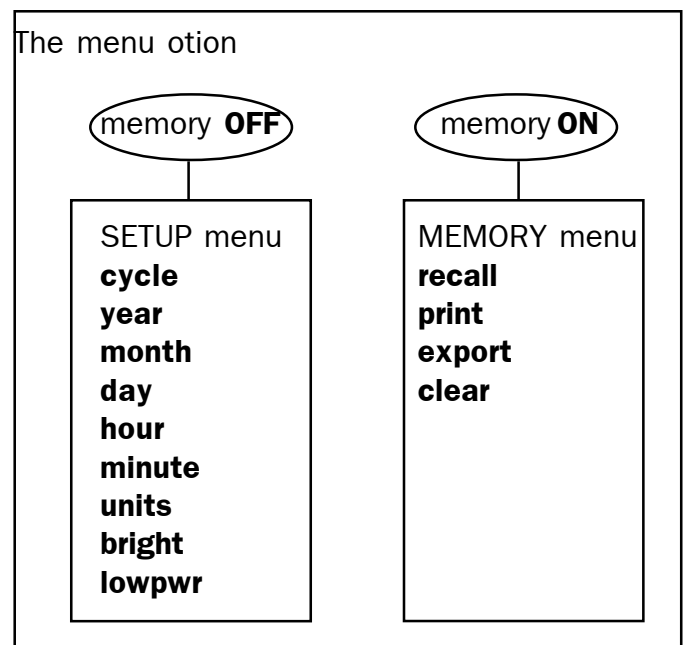 The menu otion
memory OFF
SETUP menu
cycle
year
month
day
hour
minute
units
bright
lowpwr
memory ON
MEMORY menu
recall
print
export
clear